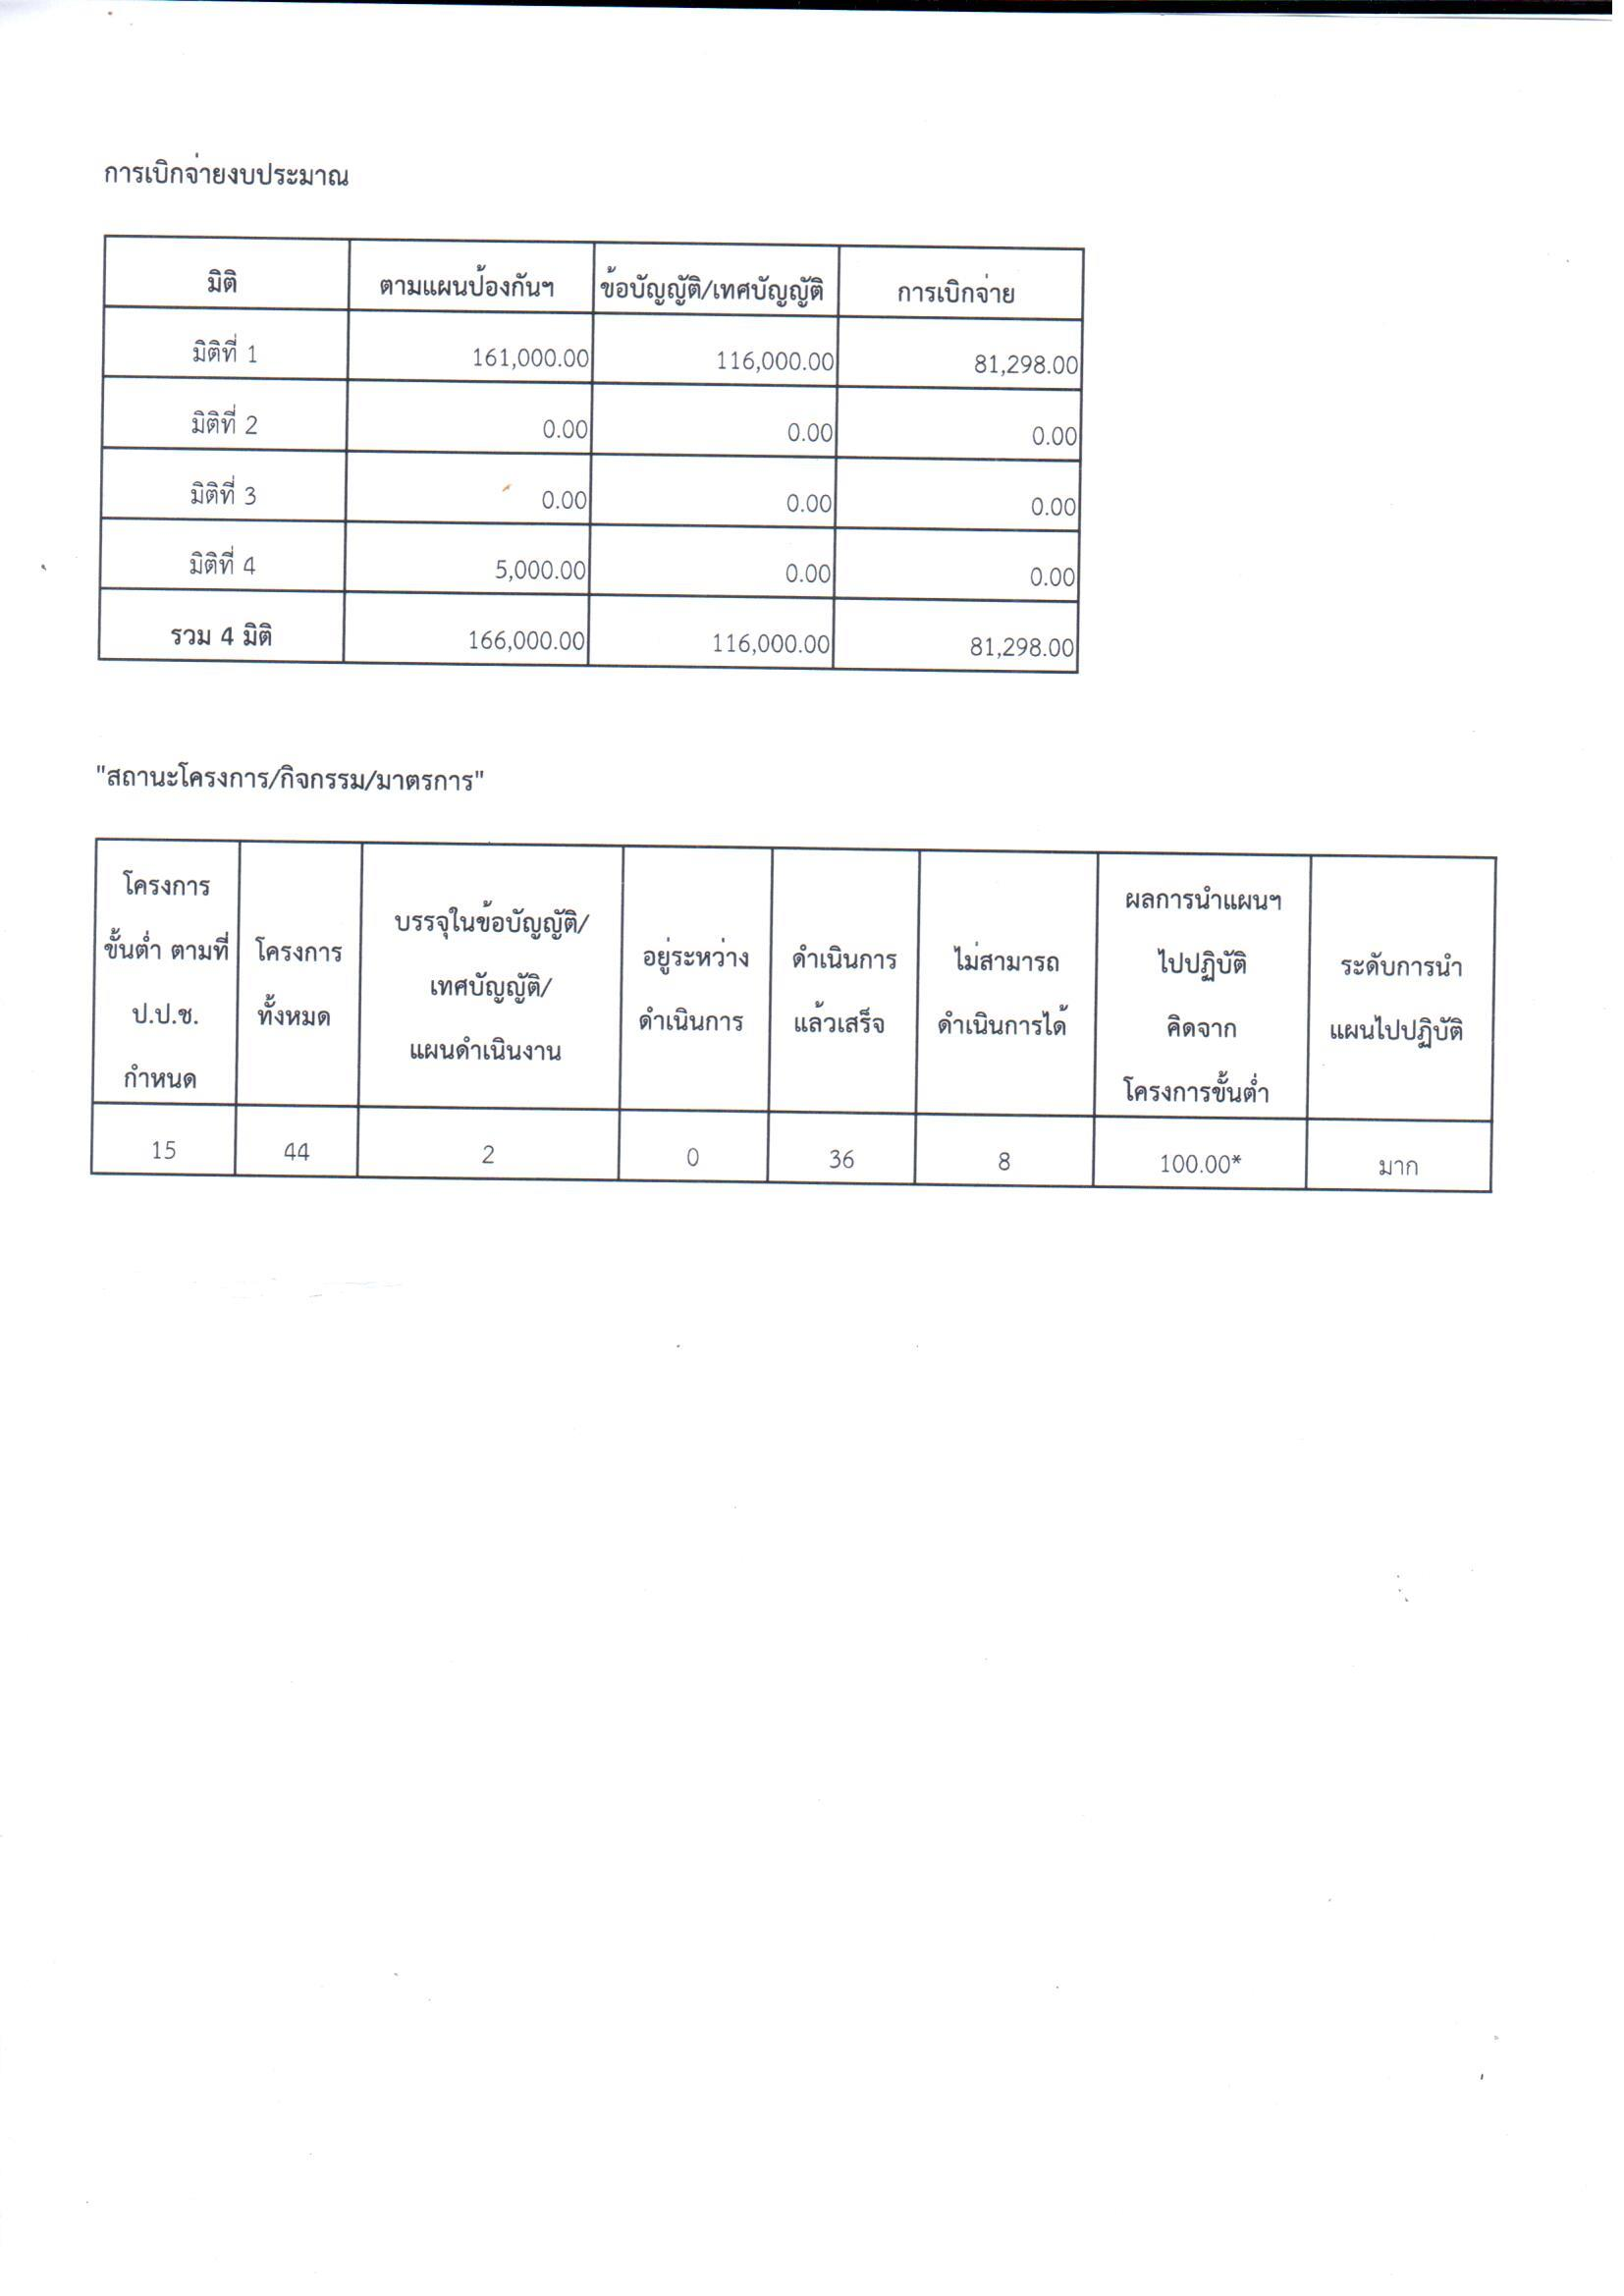 การเบิกจ่ายงบประมาณ
มิติ ตามแผนป้องกันฯ ข้อบัญญัติ/เทศบัญญัติ การเบิกจ่าย
มิติที่ 1 161,000.00 116,000.00 81,298.00
มิติที่ 2 0.00 0.00 0.00
มิติที่ 3 0.00 0.00 0.00
มิติที่ 4 5,000.00 0.00 0.00
รวม 4 มิติ 166,000.00 116,000.00 81,298.00
"สถานะโครงการ/กิจกรรม/มาตรการ"
โครงการ
ขั้นต่ำ ตามที่
ป.ป.ช.
กำหนด
โครงการ
ทั้งหมด
บรรจุในข้อบัญญัติ/
เทศบัญญัติ/
แผนดำเนินงาน
อยู่ระหว่าง
ดำเนินการ
ดำเนินการ
แล้วเสร็จ
ไม่สามารถ
ดำเนินการได้
ผลการนำแผนฯ
ไปปฏิบัติ
คิดจาก
โครงการขั้นต่ำ
ระดับการนำ
แผนไปปฏิบัติ
15 44 2 0 36 8 100.00* มาก